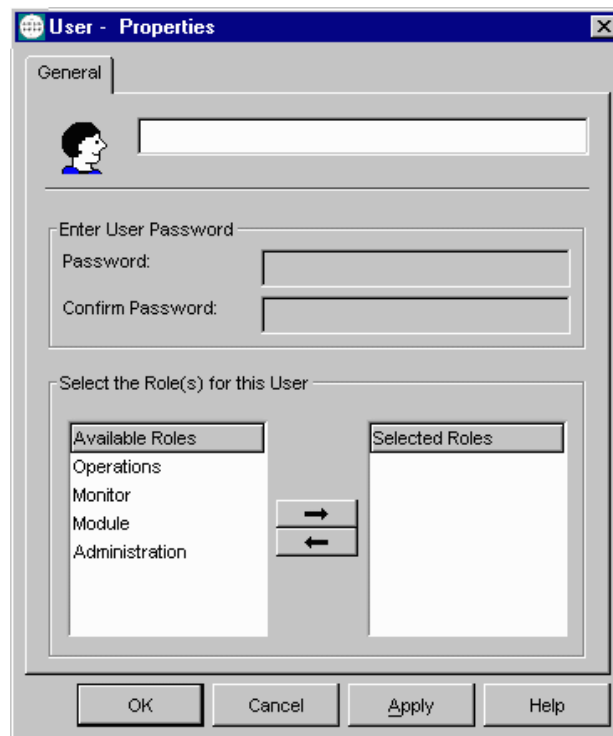 User - Properties
General
Enter User Password
Password:
Confirm Password:
Select the Role(s) for this User
Available Roles
Operations
Monitor
Module
Administration
Selected Roles
OK
Cancel
Apply
Help